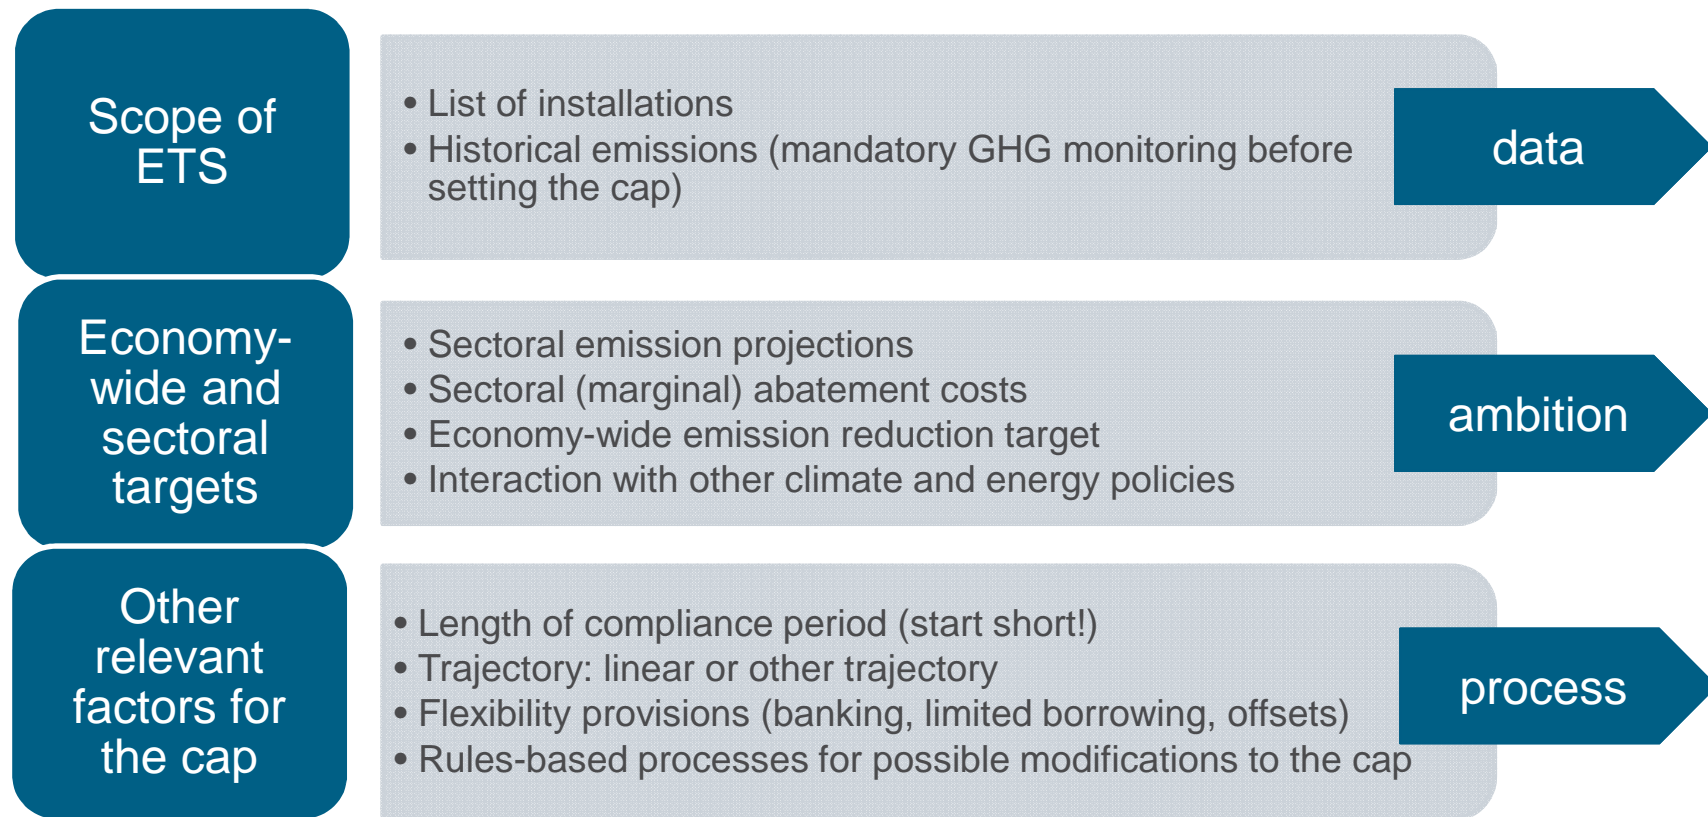 Scope of
ETS
• List of installations
• Historical emissions (mandatory GHG monitoring before
setting the cap)
data
Economy-
wide and
sectoral
targets
• Sectoral emission projections
• Sectoral (marginal) abatement costs
• Economy-wide emission reduction target
• Interaction with other climate and energy policies
ambition
Other
relevant
factors for
the cap
• Length of compliance period (start short!)
• Trajectory: linear or other trajectory
• Flexibility provisions (banking, limited borrowing, offsets)
• Rules-based processes for possible modifications to the cap
process